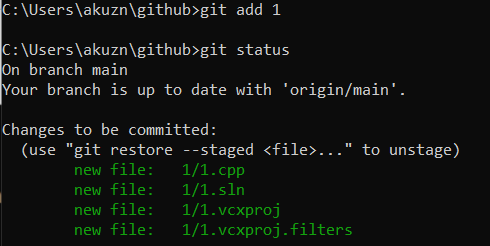 C:\Users\akuzn\github>git add 1
C:\Users\akuzn\github>git status
On branch main
Your branch is up to date with 'origin/main'.
Changes to be committed:
(use "git restore --staged <file>..." to unstage)
new file: 1/1.cpp
new file: 1/1.sln
new file: 1/1.vcxproj
new file: 1/1.vcxproj.filters